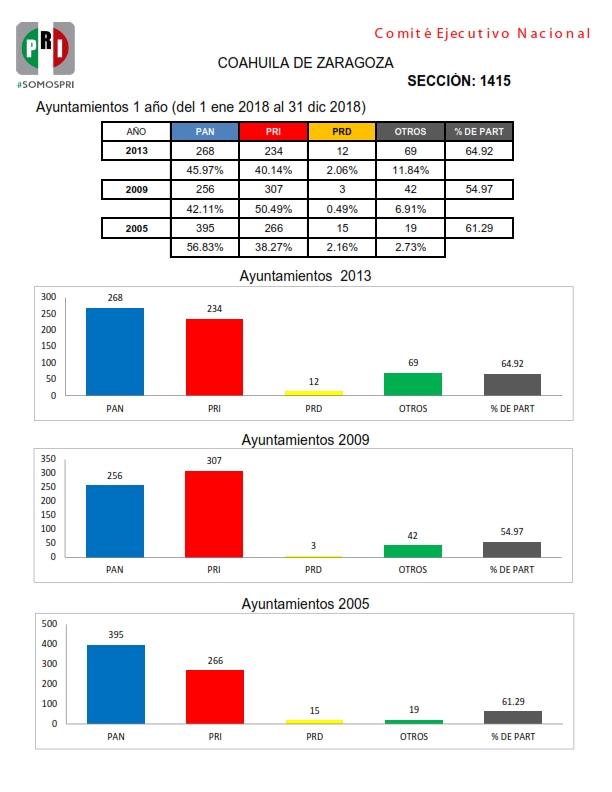 Comité Ejecutivo Nacional
PRI
#SOMOSPRI
COAHUILA DE ZARAGOZA
SECCIÓN: 1415
Ayuntamientos 1 año (del 1 ene 2018 al 31 dic 2018)
AÑO PAN PRI PRD OTROS % DE PART
2013 268 234 12 69 64.92
45.97% 40.14% 2.06% 11.84%
2009 256 307 3 42 54.97
42.11% 50.49% 0.49% 6.91%
2005 395 266 15 19 61.29
56.83% 38.27% 2.16% 2.73%
Ayuntamientos 2013
300
250
200
150
100
50
0
268
234
12
69
64.92
PAN PRI PRD OTROS % DE PART
Ayuntamientos 2009
350
300
250
200
150
100
50
0
256
307
3
42
54.97
PAN PRI PRD OTROS % DE PART
Ayuntamientos 2005
500
400
300
200
100
0
395
266
15
19
61.29
PAN PRI PRD OTROS % DE PART